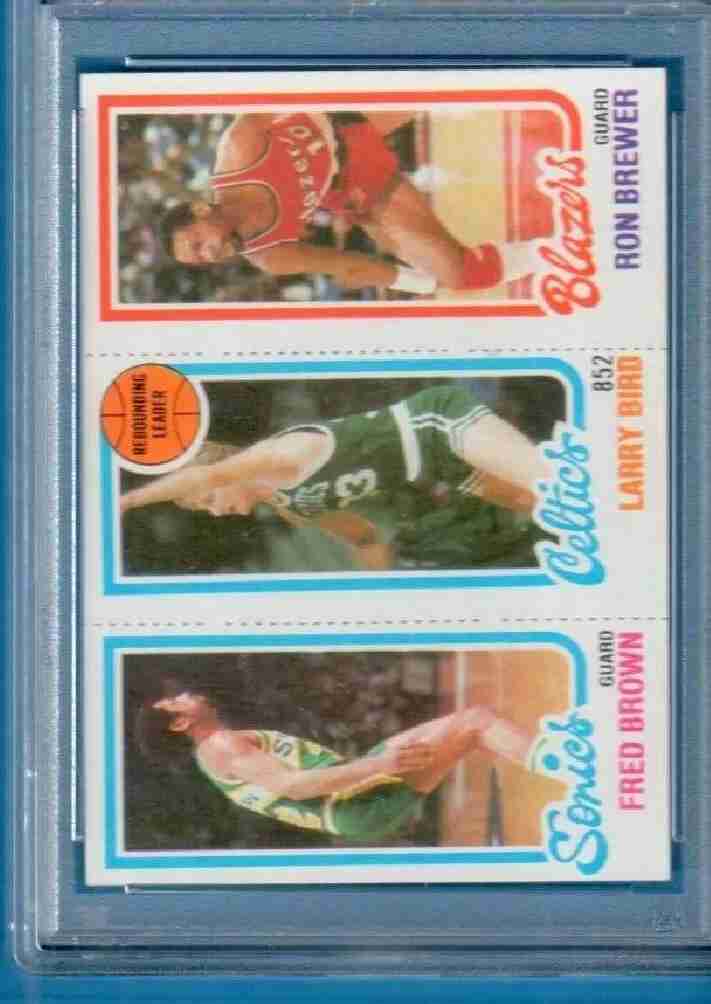 Sonics
GUARD
FRED BROWN
REBOUNDING
LEADER
Celtics
852
LARRY BIRD
Blazers
GUARD
RON BREWER